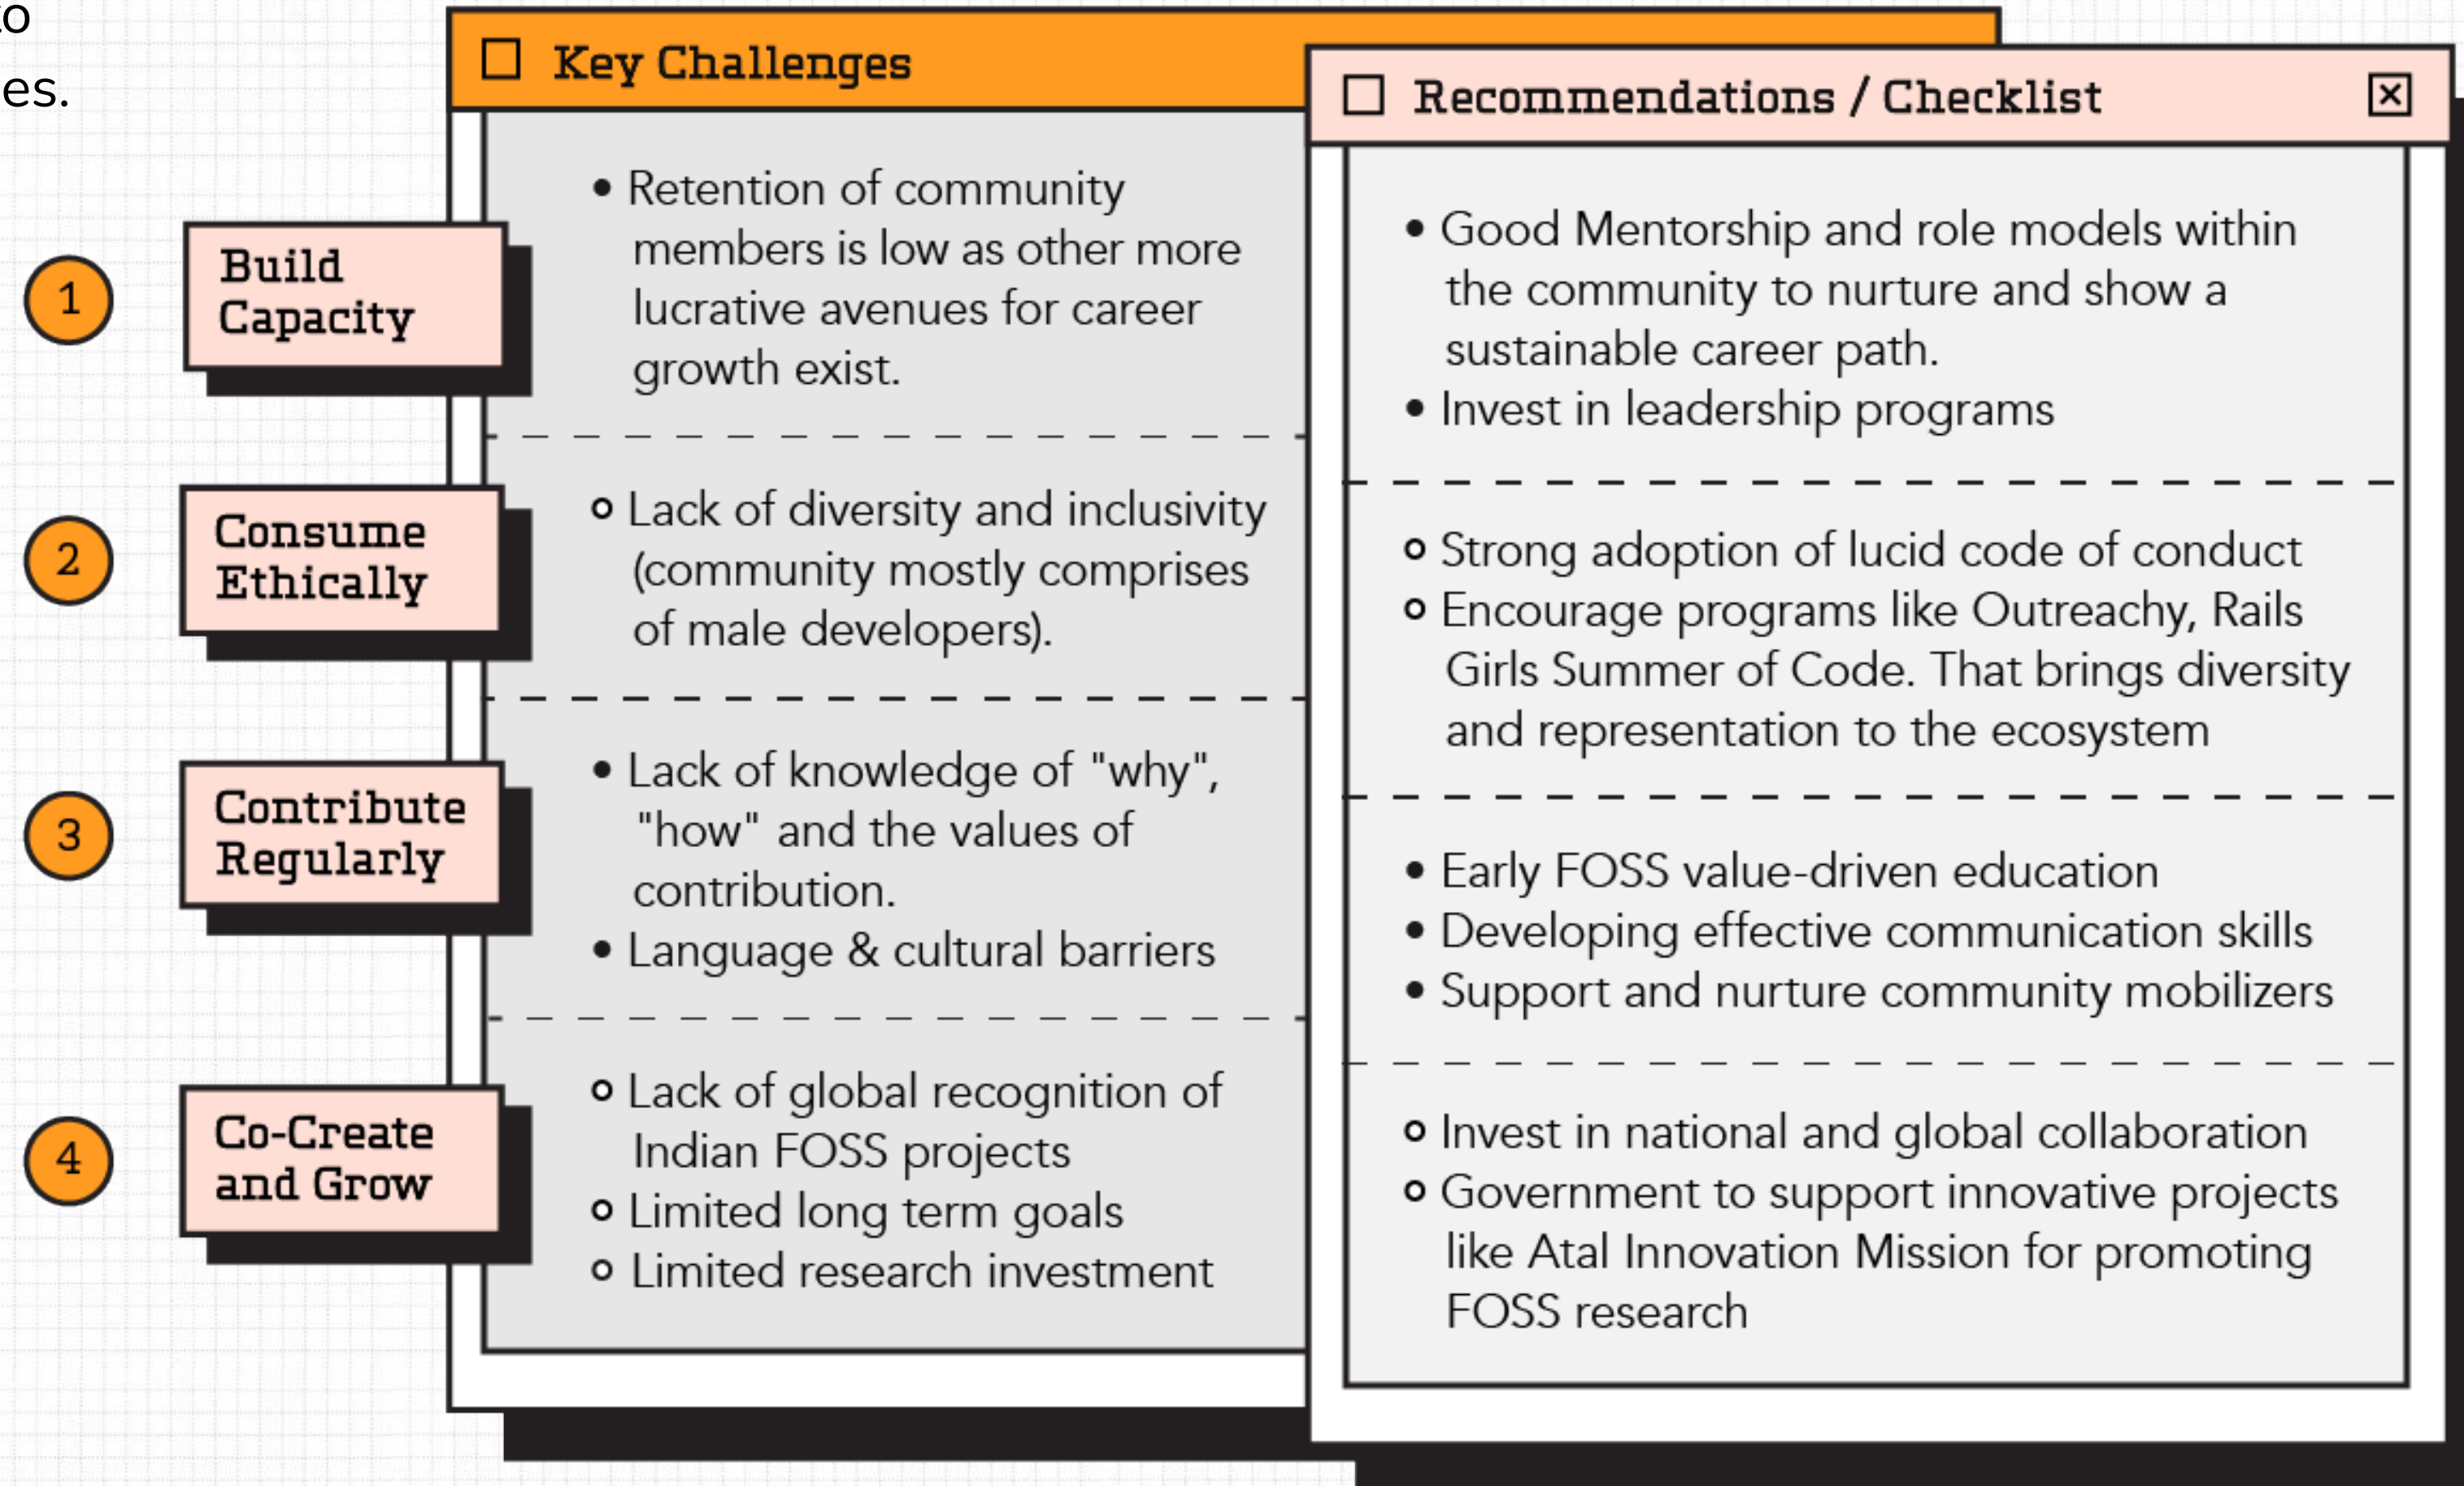 es.
Key Challenges
Recommendations / Checklist
1
Build
Capacity
• Retention of community
members is low as other more
lucrative avenues for career
growth exist.
• Good Mentorship and role models within
the community to nurture and show a
sustainable career path.
• Invest in leadership programs
2
Consume
Ethically
Lack of diversity and inclusivity
(community mostly comprises
of male developers).
Strong adoption of lucid code of conduct
Encourage programs like Outreachy, Rails
Girls Summer of Code. That brings diversity
and representation to the ecosystem
3
Contribute
Regularly
• Lack of knowledge of "why",
"how" and the values of
contribution.
• Language & cultural barriers
• Early FOSS value-driven education
• Developing effective communication skills
• Support and nurture community mobilizers
4
Co-Create
and Grow
Lack of global recognition of
Indian FOSS projects
Limited long term goals
Limited research investment
Invest in national and global collaboration
Government to support innovative projects
like Atal Innovation Mission for promoting
FOSS research